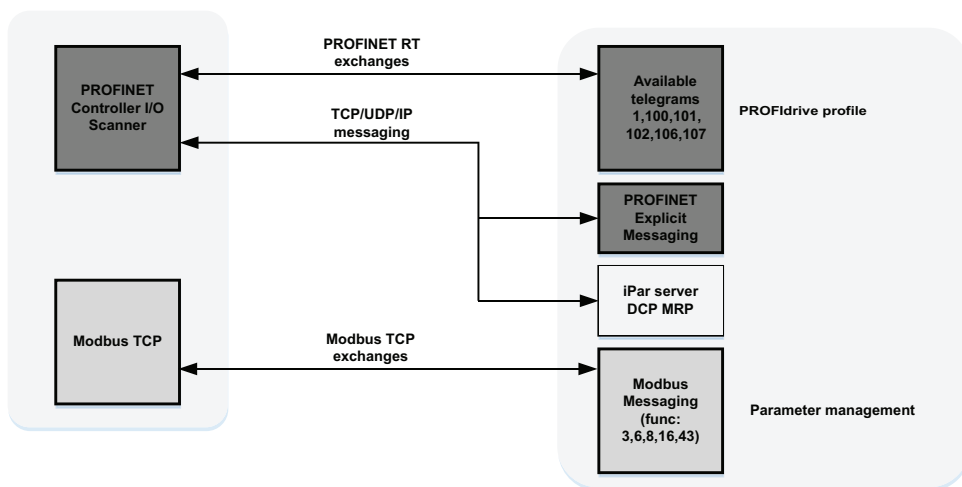 PROFINET
Controller I/O
Scanner
PROFINET RT
exchanges
TCP/UDP/IP
messaging
Available
telegrams
1,100,101,
102,106,107
PROFIdrive profile
PROFINET
Explicit
Messaging
iPar server
DCP MRP
Modbus TCP
Modbus TCP
exchanges
Modbus
Messaging
(func:
3,6,8,16,43)
Parameter management